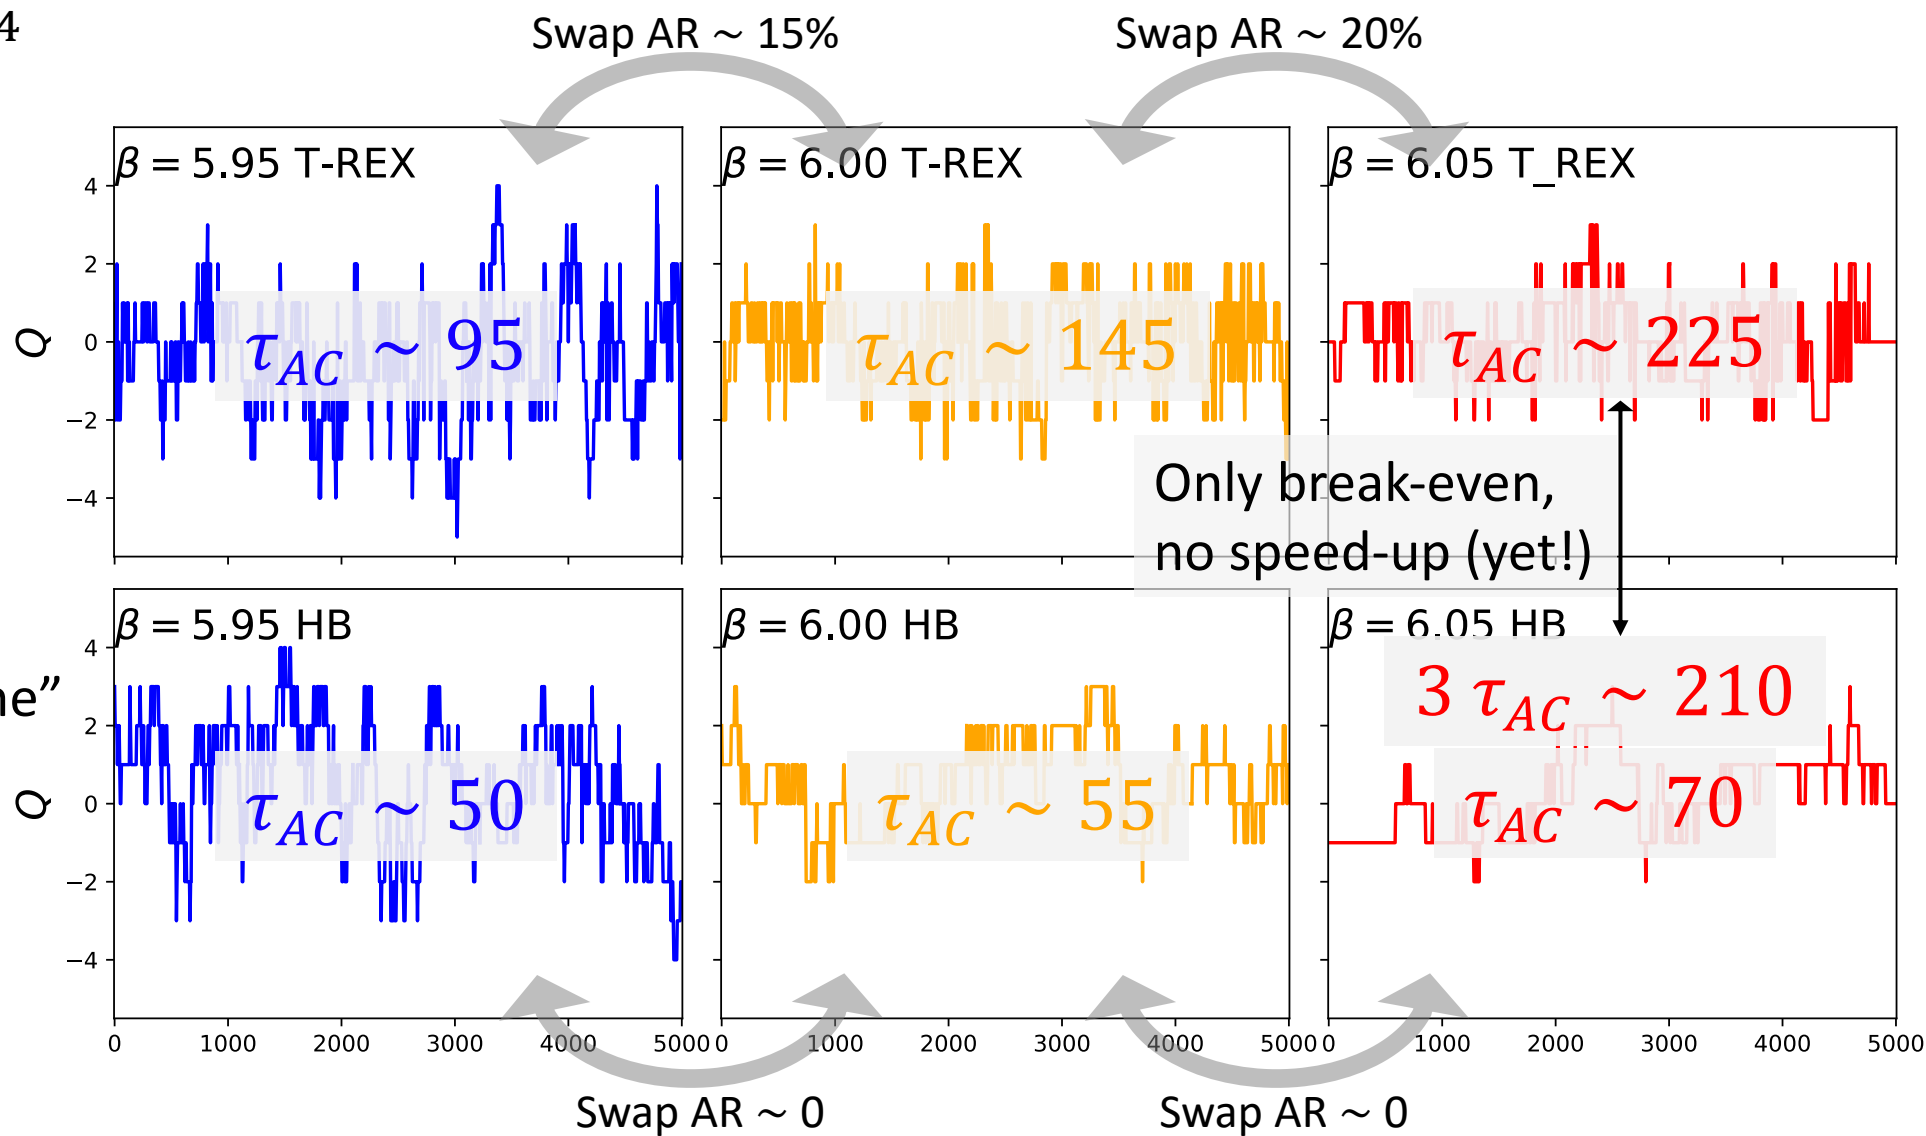 4
Swap AR ~ 15%
Swap AR ~ 20%
β = 5.95 T-REX
β = 6.00 T-REX
β = 6.05 T_REX
4
2
0
−2
−4
Q
τ_AC ~ 95
τ_AC ~ 145
τ_AC ~ 225
Only break-even,
no speed-up (yet!)
β = 5.95 HB
β = 6.00 HB
β = 6.05 HB
ne”
4
2
0
−2
−4
Q
τ_AC ~ 50
τ_AC ~ 55
3 τ_AC ~ 210
τ_AC ~ 70
0 1000 2000 3000 4000 5000
0 1000 2000 3000 4000 5000
0 1000 2000 3000 4000 5000
Swap AR ~ 0
Swap AR ~ 0